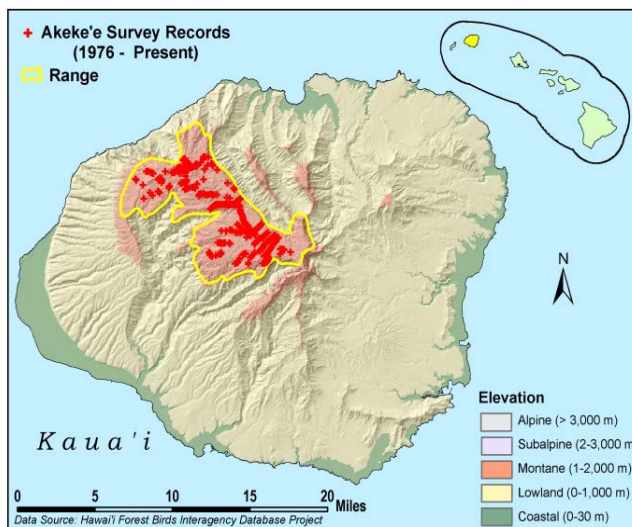 Akeke'e Survey Records
(1976 - Present)
Range
N
Kaua'i
Elevation
Alpine (> 3,000 m)
Subalpine (2-3,000 m)
Montane (1-2,000 m)
Lowland (0-1,000 m)
Coastal (0-30 m)
0 5 10 15 20
Miles
Data Source: Hawai'i Forest Birds Interagency Database Project